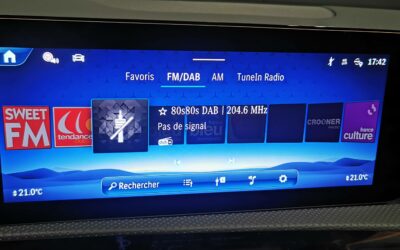 17:42
Favoris FM/DAB AM TuneIn Radio
SWEET FM
tendance
80s80s DAB | 204.6 MHz
Pas de signal
bleu
CROONER
france culture
21.0°C
Rechercher
21.0°C